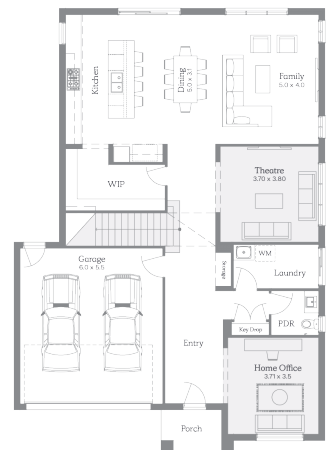 Kitchen
Dining
5.0 x 3.1
Family
5.0 x 4.0
WIP
Theatre
3.70 x 3.80
Garage
6.0 x 5.5
Storage
WM
Laundry
Key Drop
PDR
Entry
Home Office
3.71 x 3.5
Porch